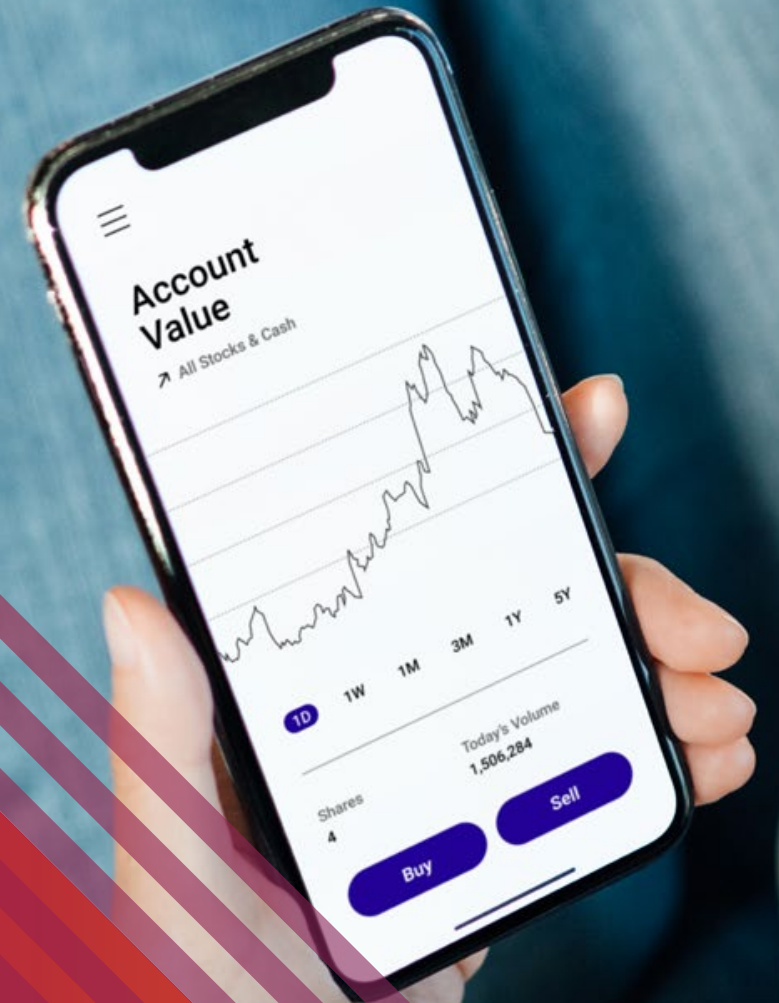 Account
Value
All Stocks & Cash
1D 1W 1M 3M 1Y 5Y
Shares
4
Today's Volume
1,506,284
Buy
Sell